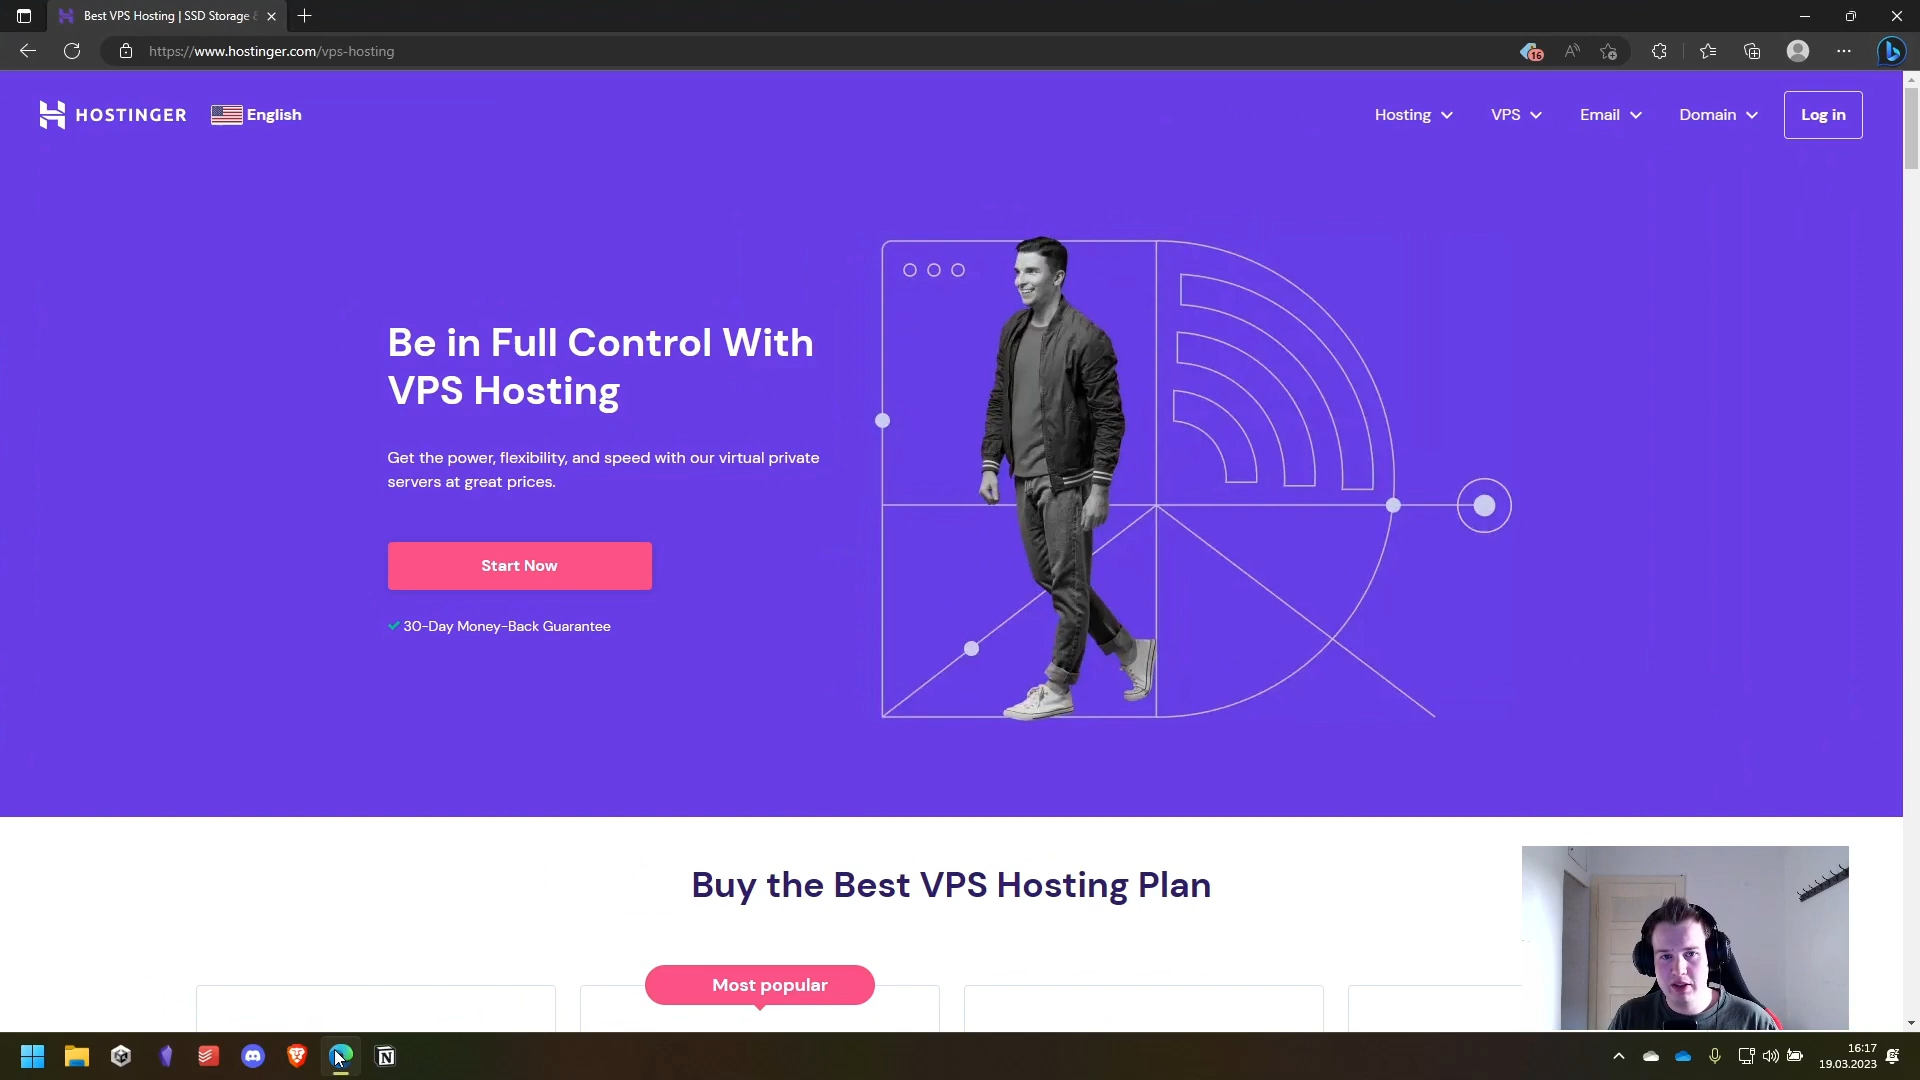 Best VPS Hosting | SSD Storage
https://www.hostinger.com/vps-hosting
16
HOSTINGER
English
Hosting
VPS
Email
Domain
Log in
Be in Full Control With
VPS Hosting
Get the power, flexibility, and speed with our virtual private
servers at great prices.
Start Now
30-Day Money-Back Guarantee
Buy the Best VPS Hosting Plan
Most popular
16:17
19.03.2023